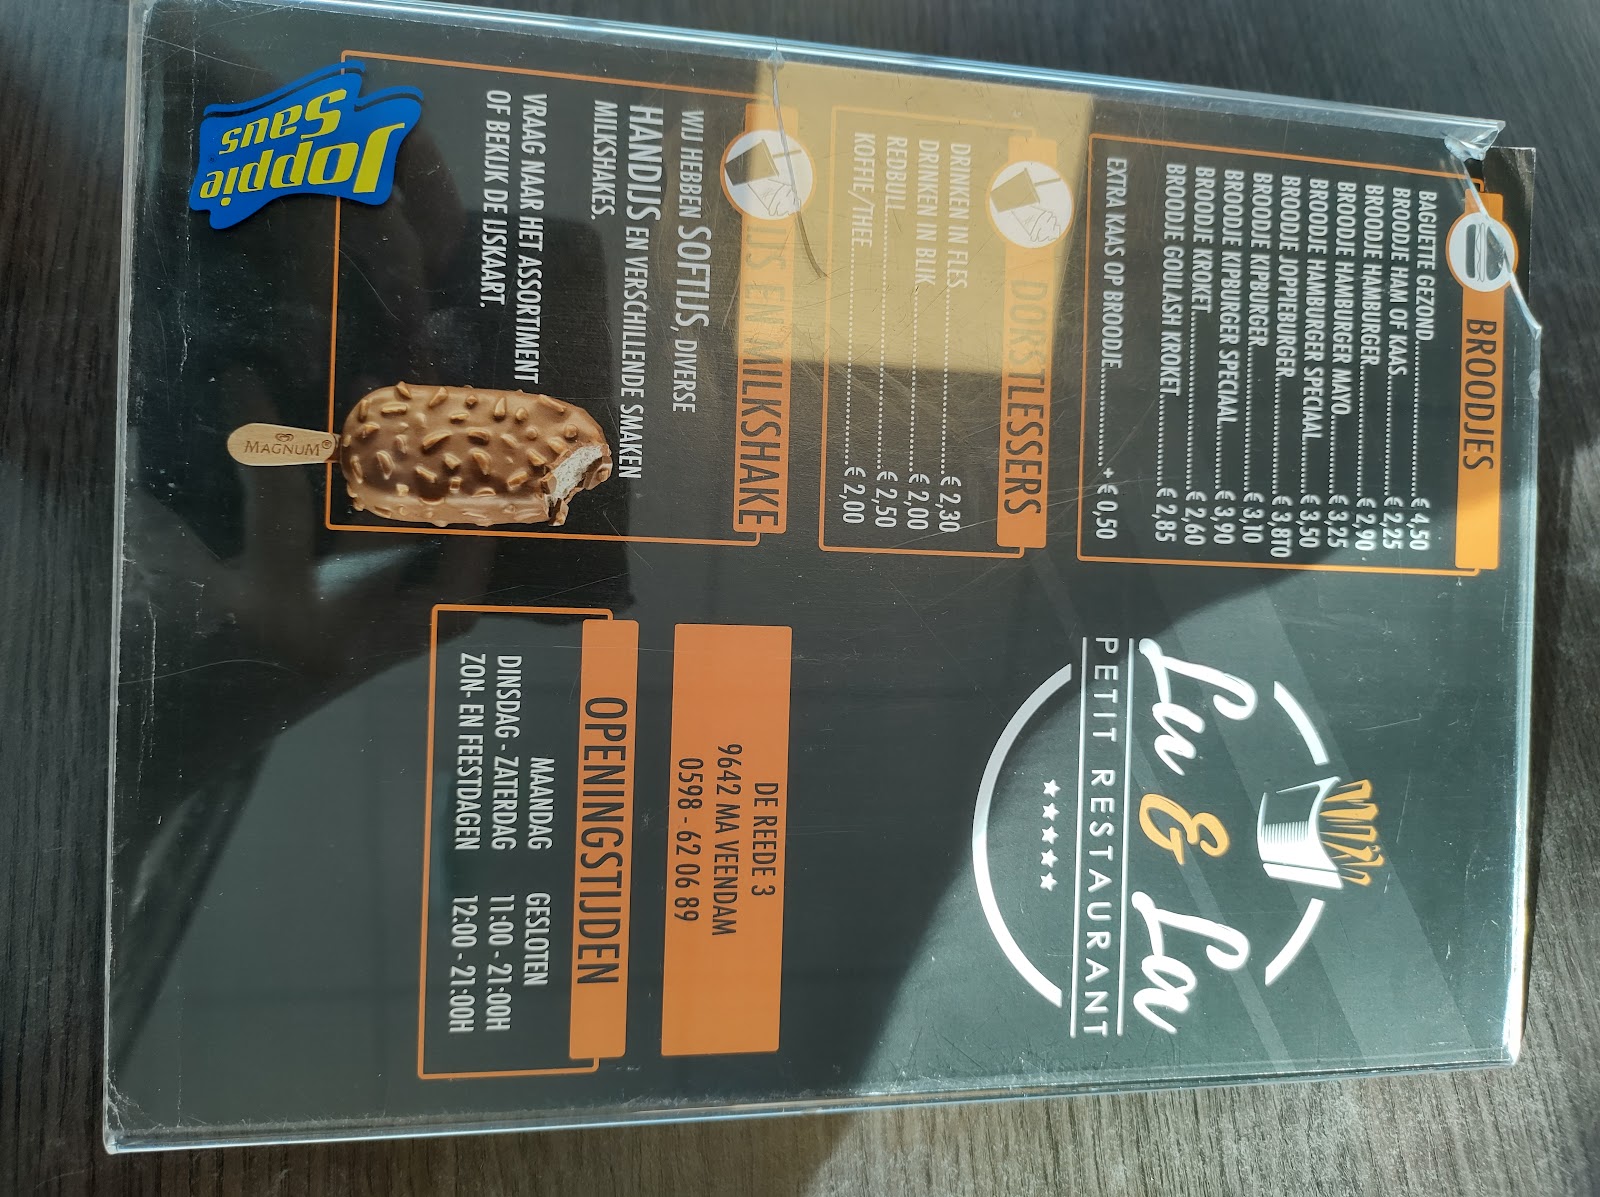 BROODJES
BAGUETTE GEZOND..........€ 4,50
BROODJE HAM OF KAAS..........€ 2,25
BROODJE HAMBURGER..........€ 2,90
BROODJE HAMBURGER MAYO..........€ 3,25
BROODJE HAMBURGER SPECIAAL..........€ 3,50
BROODJE JOPPIEBURGER..........€ 3,8TO
BROODJE KIPBURGER..........€ 3,10
BROODJE KIPBURGER SPECIAAL..........€ 3,90
BROODJE KROKET..........€ 2,60
BROODJE GOULASH KROKET..........€ 2,85
EXTRA KAAS OP BROODJE..........+ € 0,50
DORSTLESSERS
DRINKEN IN FLES..........€ 2,30
DRINKEN IN BLIK..........€ 2,00
REDBULL..........€ 2,50
KOFFIE/THEE..........€ 2,00
IJS EN MILKSHAKE
WIJ HEBBEN SOFTIJS, DIVERSE
HANDIJS EN VERSCHILLENDE SMAKEN
MILKSHAKES.
VRAAG NAAR HET ASSORTIMENT
OF BEKIJK DE IJSKAART.
MAGNUM®
Joppie
Saus
Lu & La
PETIT RESTAURANT
DE REEDE 3
9642 MA VEENDAM
0598 - 62 06 89
OPENINGSTIJDEN
MAANDAG GESLOTEN
DINSDAG - ZATERDAG 11:00 - 21:00H
ZON- EN FEESTDAGEN 12:00 - 21:00H